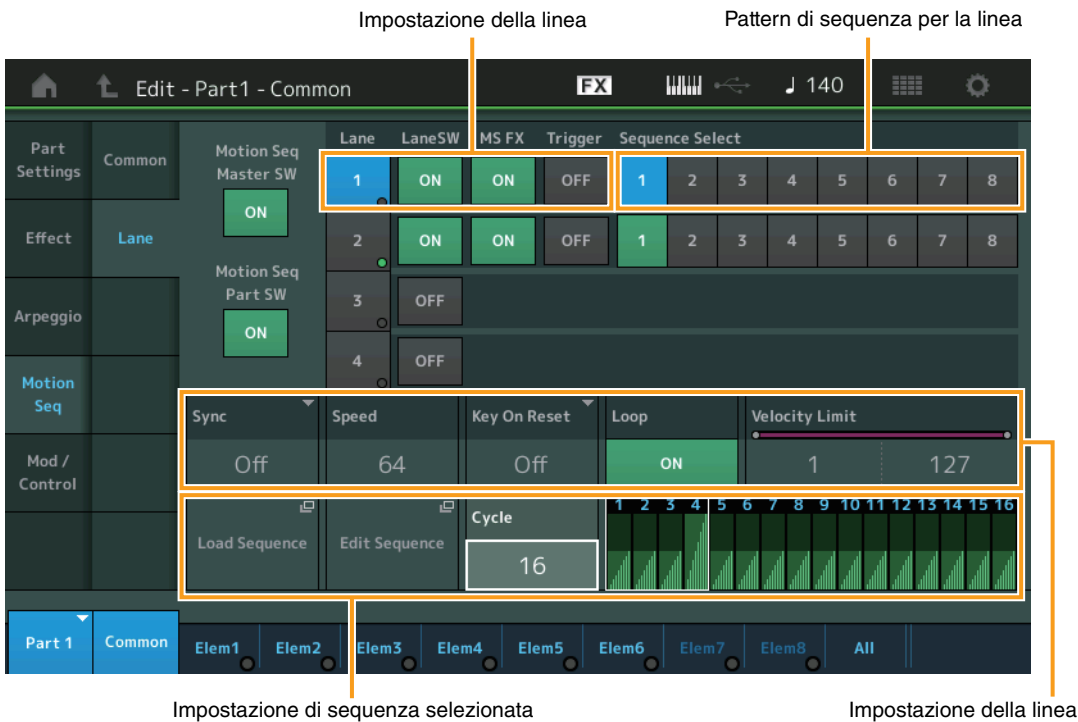 Impostazione della linea
Pattern di sequenza per la linea
Edit - Part1 - Common
FX
♩ 140
Part Settings
Common
Motion Seq Master SW
ON
Lane LaneSW MS FX Trigger Sequence Select
1 ON ON OFF 1 2 3 4 5 6 7 8
Effect
Lane
2 ON ON OFF 1 2 3 4 5 6 7 8
Motion Seq Part SW
ON
Arpeggio
3 OFF
4 OFF
Motion Seq
Sync Speed Key On Reset Loop Velocity Limit
Off 64 Off ON 1 127
Mod / Control
Load Sequence Edit Sequence Cycle
16
1 2 3 4 5 6 7 8 9 10 11 12 13 14 15 16
Part 1 Common Elem1 Elem2 Elem3 Elem4 Elem5 Elem6 Elem7 Elem8 All
Impostazione di sequenza selezionata
Impostazione della linea